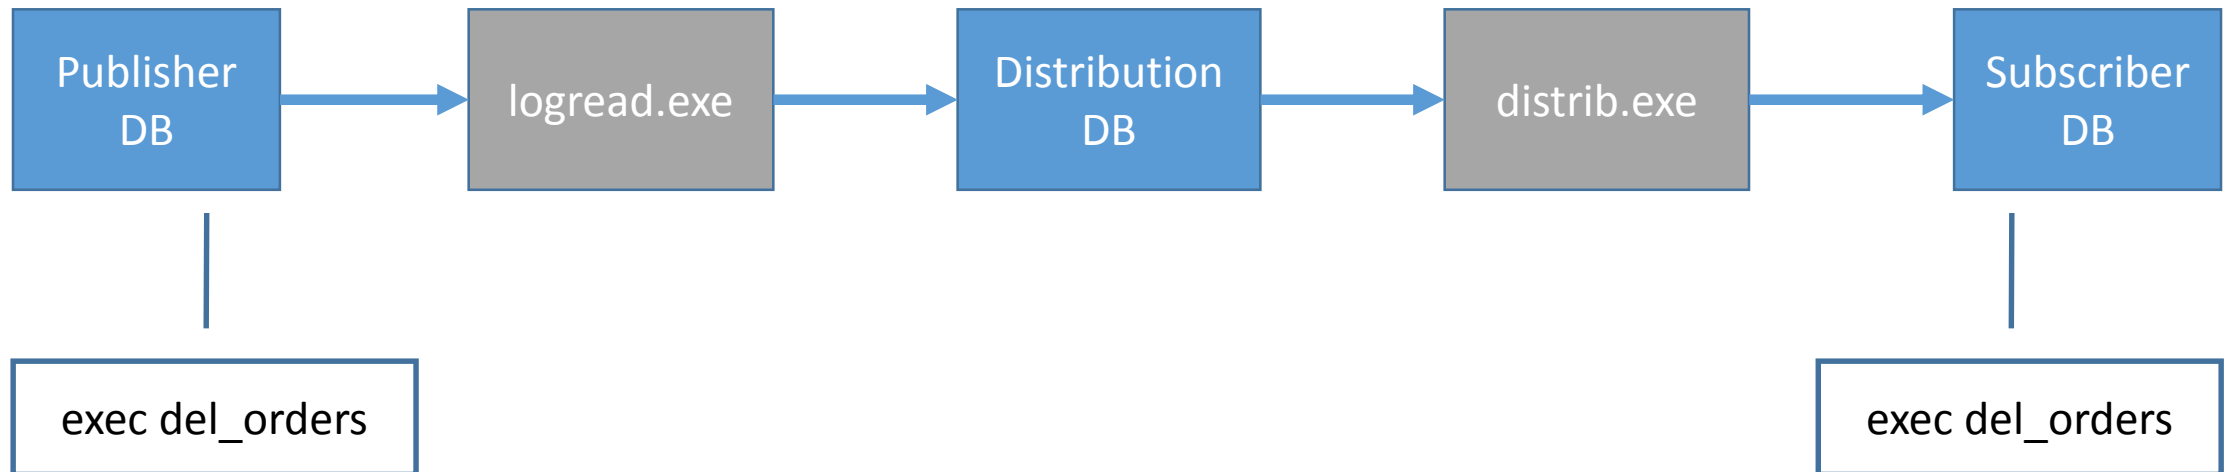 Publisher
DB
logread.exe
Distribution
DB
distrib.exe
Subscriber
DB
exec del_orders
exec del_orders